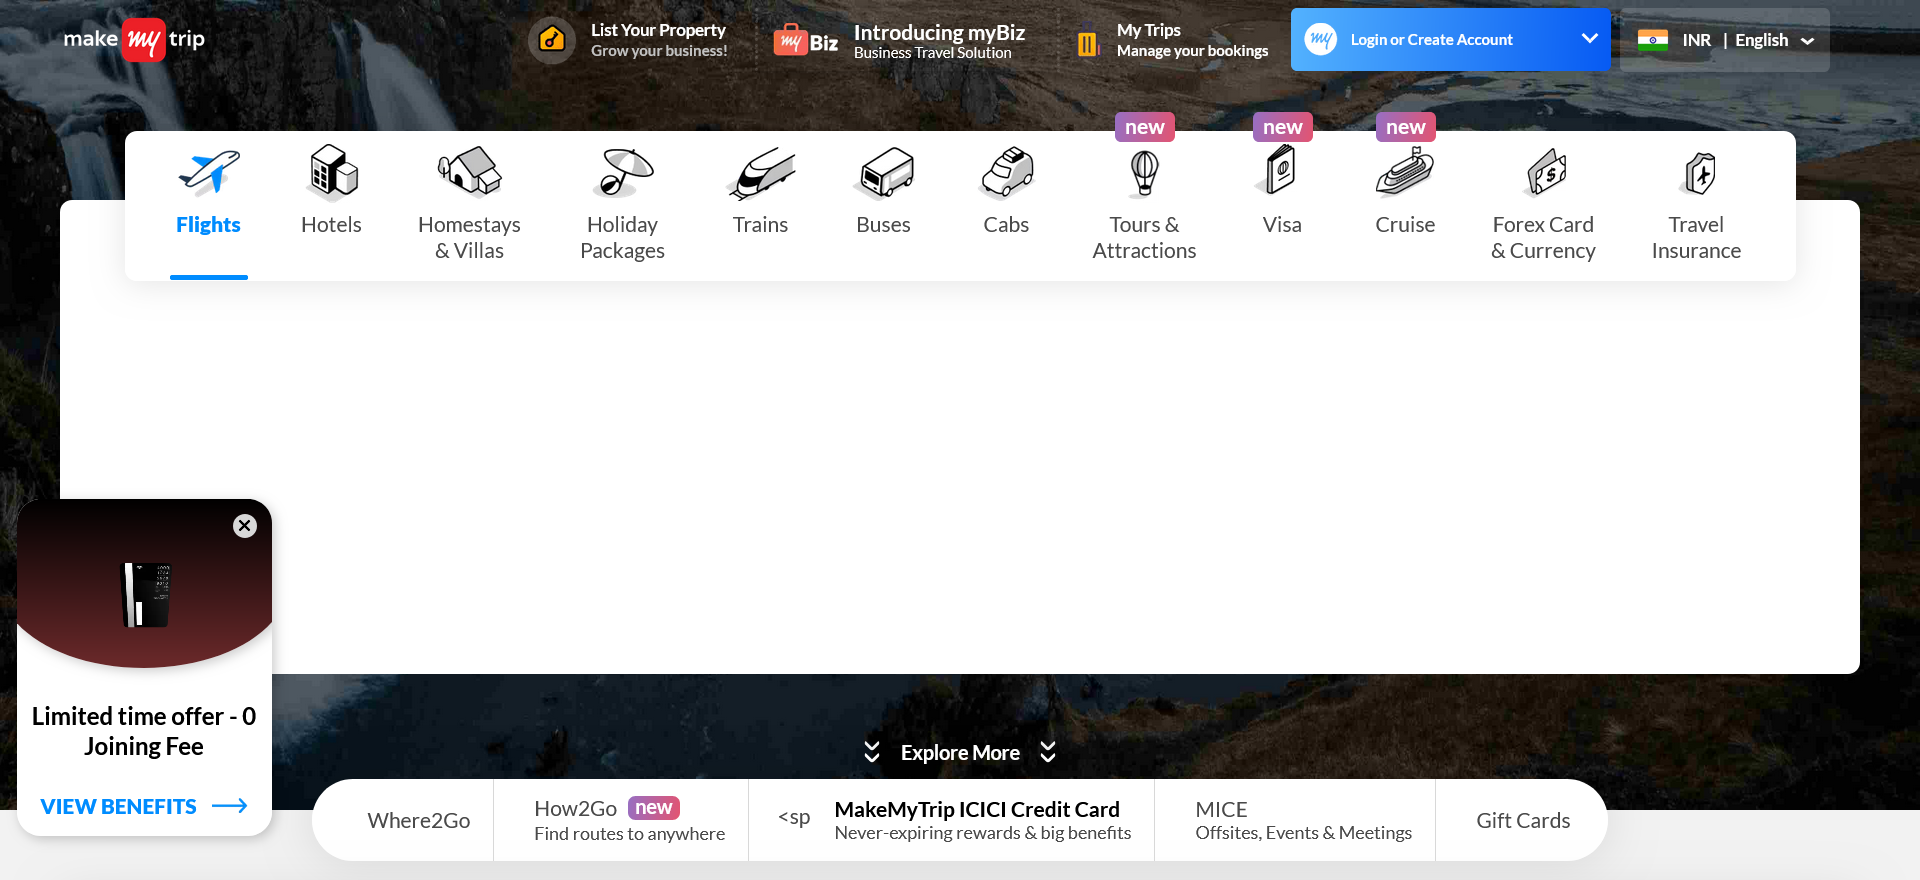 make my trip
List Your Property
Grow your business!
my Biz
Introducing myBiz
Business Travel Solution
My Trips
Manage your bookings
my
Login or Create Account
INR | English
new
new
new
Flights
Hotels
Homestays
& Villas
Holiday
Packages
Trains
Buses
Cabs
Tours &
Attractions
Visa
Cruise
Forex Card
& Currency
Travel
Insurance
Limited time offer - 0
Joining Fee
VIEW BENEFITS
Explore More
Where2Go
How2Go new
Find routes to anywhere
<sp
MakeMyTrip ICICI Credit Card
Never-expiring rewards & big benefits
MICE
Offsites, Events & Meetings
Gift Cards